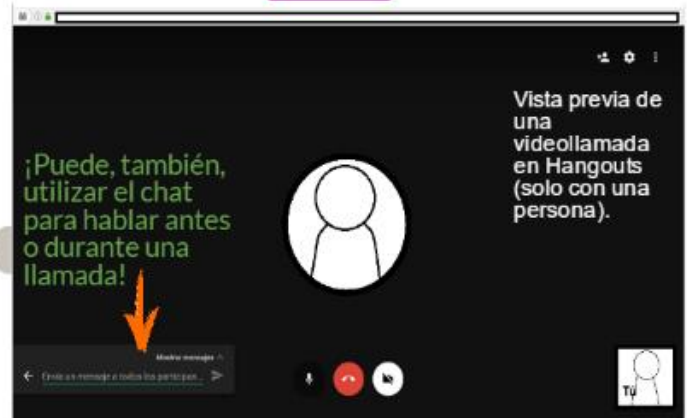 Vista previa de
una
videollamada
en Hangouts
(solo con una
persona).
¡Puede, también,
utilizar el chat
para hablar antes
o durante una
llamada!
Mostrar mensajes
Envíe un mensaje a todos los participan...
Tú